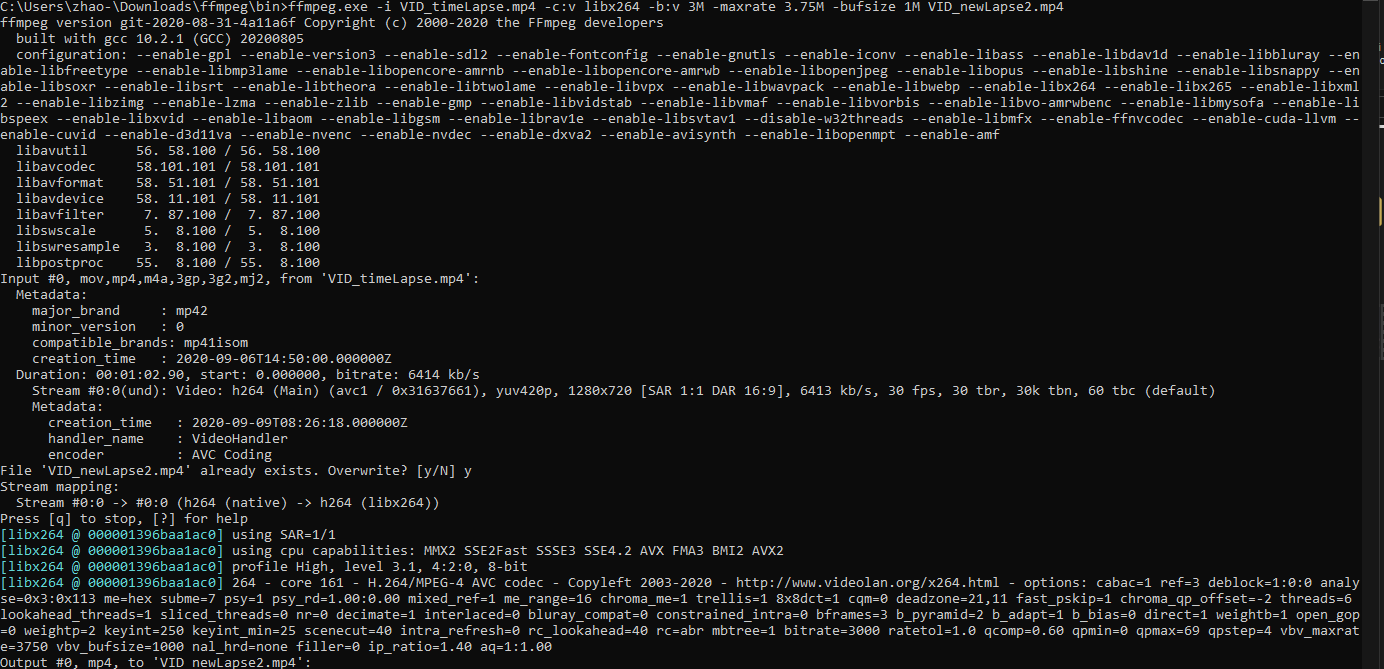 C:\Users\zhao-\Downloads\ffmpeg\bin>ffmpeg.exe -i VID_timeLapse.mp4 -c:v libx264 -b:v 3M -maxrate 3.75M -bufsize 1M VID_newLapse2.mp4
ffmpeg version git-2020-08-31-4a11a6f Copyright (c) 2000-2020 the FFmpeg developers
  built with gcc 10.2.1 (GCC) 20200805
  configuration: --enable-gpl --enable-version3 --enable-sdl2 --enable-fontconfig --enable-gnutls --enable-iconv --enable-libass --enable-libdav1d --enable-libbluray --en
able-libfreetype --enable-libmp3lame --enable-libopencore-amrnb --enable-libopencore-amrwb --enable-libopenjpeg --enable-libopus --enable-libshine --enable-libsnappy --en
able-libsoxr --enable-libsrt --enable-libtheora --enable-libtwolame --enable-libvpx --enable-libwavpack --enable-libwebp --enable-libx264 --enable-libx265 --enable-libxml
2 --enable-libzimg --enable-lzma --enable-zlib --enable-gmp --enable-libvidstab --enable-libvmaf --enable-libvorbis --enable-libvo-amrwbenc --enable-libmysofa --enable-li
bspeex --enable-libxvid --enable-libaom --enable-libgsm --enable-librav1e --enable-libsvtav1 --disable-w32threads --enable-libmfx --enable-ffnvcodec --enable-cuda-llvm --
enable-cuvid --enable-d3d11va --enable-nvenc --enable-nvdec --enable-dxva2 --enable-avisynth --enable-libopenmpt --enable-amf
  libavutil      56. 58.100 / 56. 58.100
  libavcodec     58.101.101 / 58.101.101
  libavformat    58. 51.101 / 58. 51.101
  libavdevice    58. 11.101 / 58. 11.101
  libavfilter     7. 87.100 /  7. 87.100
  libswscale      5.  8.100 /  5.  8.100
  libswresample   3.  8.100 /  3.  8.100
  libpostproc    55.  8.100 / 55.  8.100
Input #0, mov,mp4,m4a,3gp,3g2,mj2, from 'VID_timeLapse.mp4':
  Metadata:
    major_brand     : mp42
    minor_version   : 0
    compatible_brands: mp41isom
    creation_time   : 2020-09-06T14:50:00.000000Z
  Duration: 00:01:02.90, start: 0.000000, bitrate: 6414 kb/s
    Stream #0:0(und): Video: h264 (Main) (avc1 / 0x31637661), yuv420p, 1280x720 [SAR 1:1 DAR 16:9], 6413 kb/s, 30 fps, 30 tbr, 30k tbn, 60 tbc (default)
    Metadata:
      creation_time   : 2020-09-09T08:26:18.000000Z
      handler_name    : VideoHandler
      encoder         : AVC Coding
File 'VID_newLapse2.mp4' already exists. Overwrite? [y/N] y
Stream mapping:
  Stream #0:0 -> #0:0 (h264 (native) -> h264 (libx264))
Press [q] to stop, [?] for help
[libx264 @ 000001396baa1ac0] using SAR=1/1
[libx264 @ 000001396baa1ac0] using cpu capabilities: MMX2 SSE2Fast SSSE3 SSE4.2 AVX FMA3 BMI2 AVX2
[libx264 @ 000001396baa1ac0] profile High, level 3.1, 4:2:0, 8-bit
[libx264 @ 000001396baa1ac0] 264 - core 161 - H.264/MPEG-4 AVC codec - Copyleft 2003-2020 - http://www.videolan.org/x264.html - options: cabac=1 ref=3 deblock=1:0:0 analy
se=0x3:0x113 me=hex subme=7 psy=1 psy_rd=1.00:0.00 mixed_ref=1 me_range=16 chroma_me=1 trellis=1 8x8dct=1 cqm=0 deadzone=21,11 fast_pskip=1 chroma_qp_offset=-2 threads=6
lookahead_threads=1 sliced_threads=0 nr=0 decimate=1 interlaced=0 bluray_compat=0 constrained_intra=0 bframes=3 b_pyramid=2 b_adapt=1 b_bias=0 direct=1 weightb=1 open_gop
=0 weightp=2 keyint=250 keyint_min=25 scenecut=40 intra_refresh=0 rc_lookahead=40 rc=abr mbtree=1 bitrate=3000 ratetol=1.0 qcomp=0.60 qpmin=0 qpmax=69 qpstep=4 vbv_maxrat
e=3750 vbv_bufsize=1000 nal_hrd=none filler=0 ip_ratio=1.40 aq=1:1.00
Output #0, mp4, to 'VID_newLapse2.mp4':